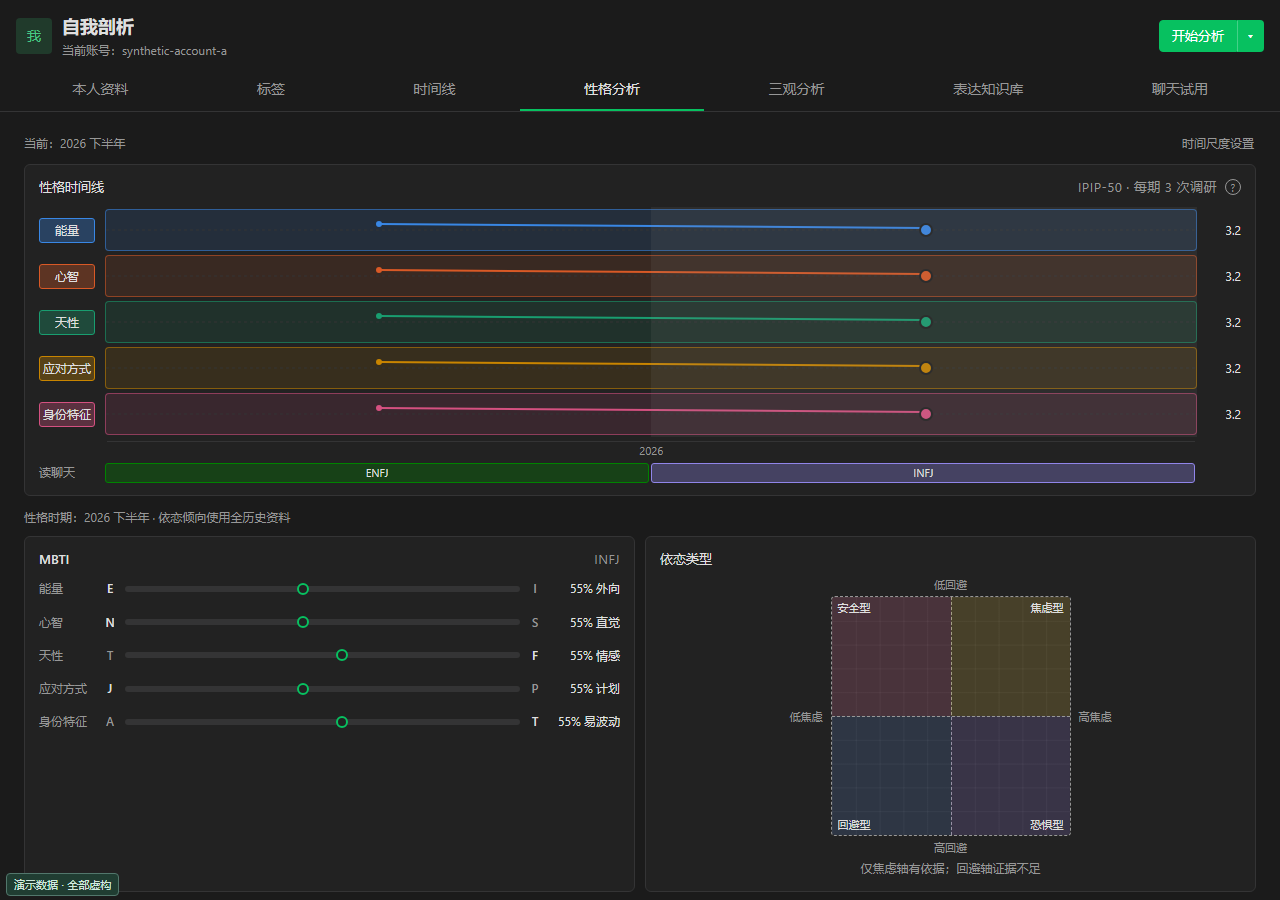 我
自我剖析
当前账号：synthetic-account-a
开始分析
本人资料 标签 时间线 性格分析 三观分析 表达知识库 聊天试用
当前：2026 下半年 时间尺度设置
性格时间线 IPIP-50 · 每期 3 次调研 ?
能量 3.2
心智 3.2
天性 3.2
应对方式 3.2
身份特征 3.2
2026
读聊天 ENFJ INFJ
性格时期：2026 下半年 · 依恋倾向使用全历史资料
MBTI INFJ
能量 E I 55% 外向
心智 N S 55% 直觉
天性 T F 55% 情感
应对方式 J P 55% 计划
身份特征 A T 55% 易波动
依恋类型
低回避
安全型 焦虑型
低焦虑 高焦虑
回避型 恐惧型
高回避
仅焦虑轴有依据；回避轴证据不足
演示数据 · 全部虚构